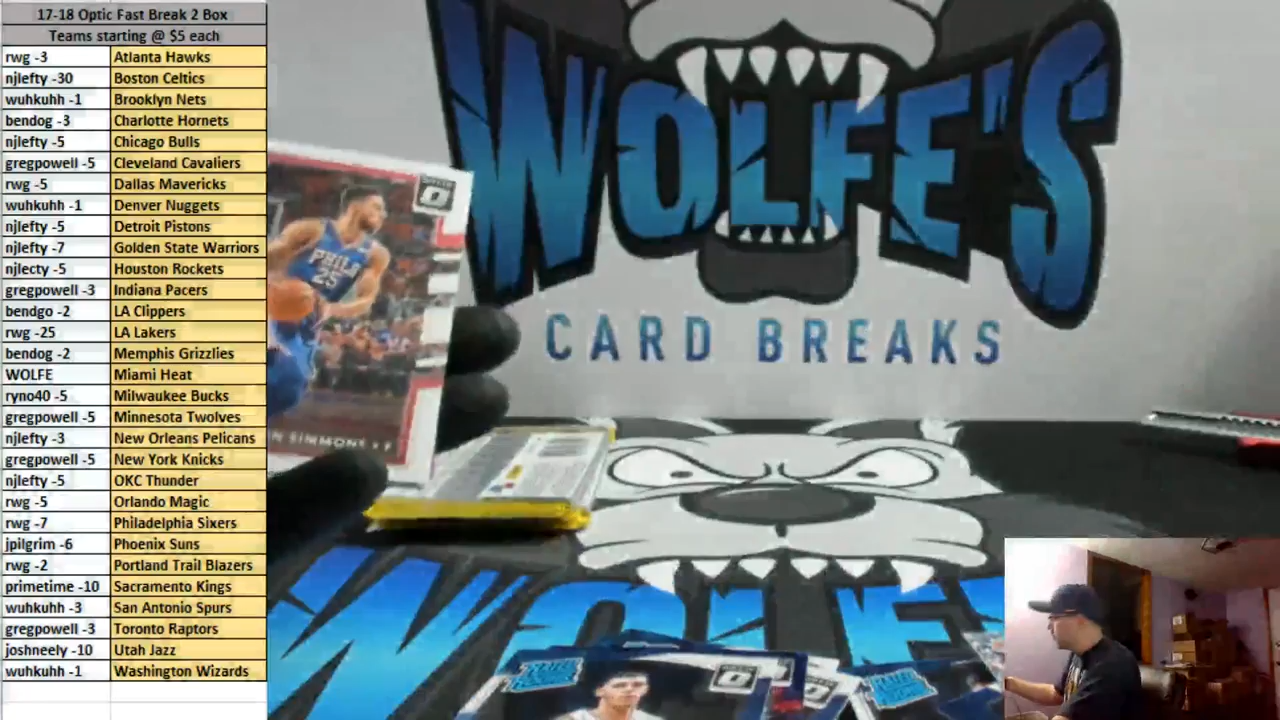 17-18 Optic Fast Break 2 Box
Teams starting @ $5 each
rwg -3 Atlanta Hawks
njlefty -30 Boston Celtics
wuhkuhh -1 Brooklyn Nets
bendog -3 Charlotte Hornets
njlefty -5 Chicago Bulls
gregpowell -5 Cleveland Cavaliers
rwg -5 Dallas Mavericks
wuhkuhh -1 Denver Nuggets
njlefty -5 Detroit Pistons
njlefty -7 Golden State Warriors
njlecty -5 Houston Rockets
gregpowell -3 Indiana Pacers
bendgo -2 LA Clippers
rwg -25 LA Lakers
bendog -2 Memphis Grizzlies
WOLFE Miami Heat
ryno40 -5 Milwaukee Bucks
gregpowell -5 Minnesota Twolves
njlefty -3 New Orleans Pelicans
gregpowell -5 New York Knicks
njlefty -5 OKC Thunder
rwg -5 Orlando Magic
rwg -7 Philadelphia Sixers
jpilgrim -6 Phoenix Suns
rwg -2 Portland Trail Blazers
primetime -10 Sacramento Kings
wuhkuhh -3 San Antonio Spurs
gregpowell -3 Toronto Raptors
joshneely -10 Utah Jazz
wuhkuhh -1 Washington Wizards
WOLFE'S
CARD BREAKS
PHILA
25
N SIMMONS
WOLFE